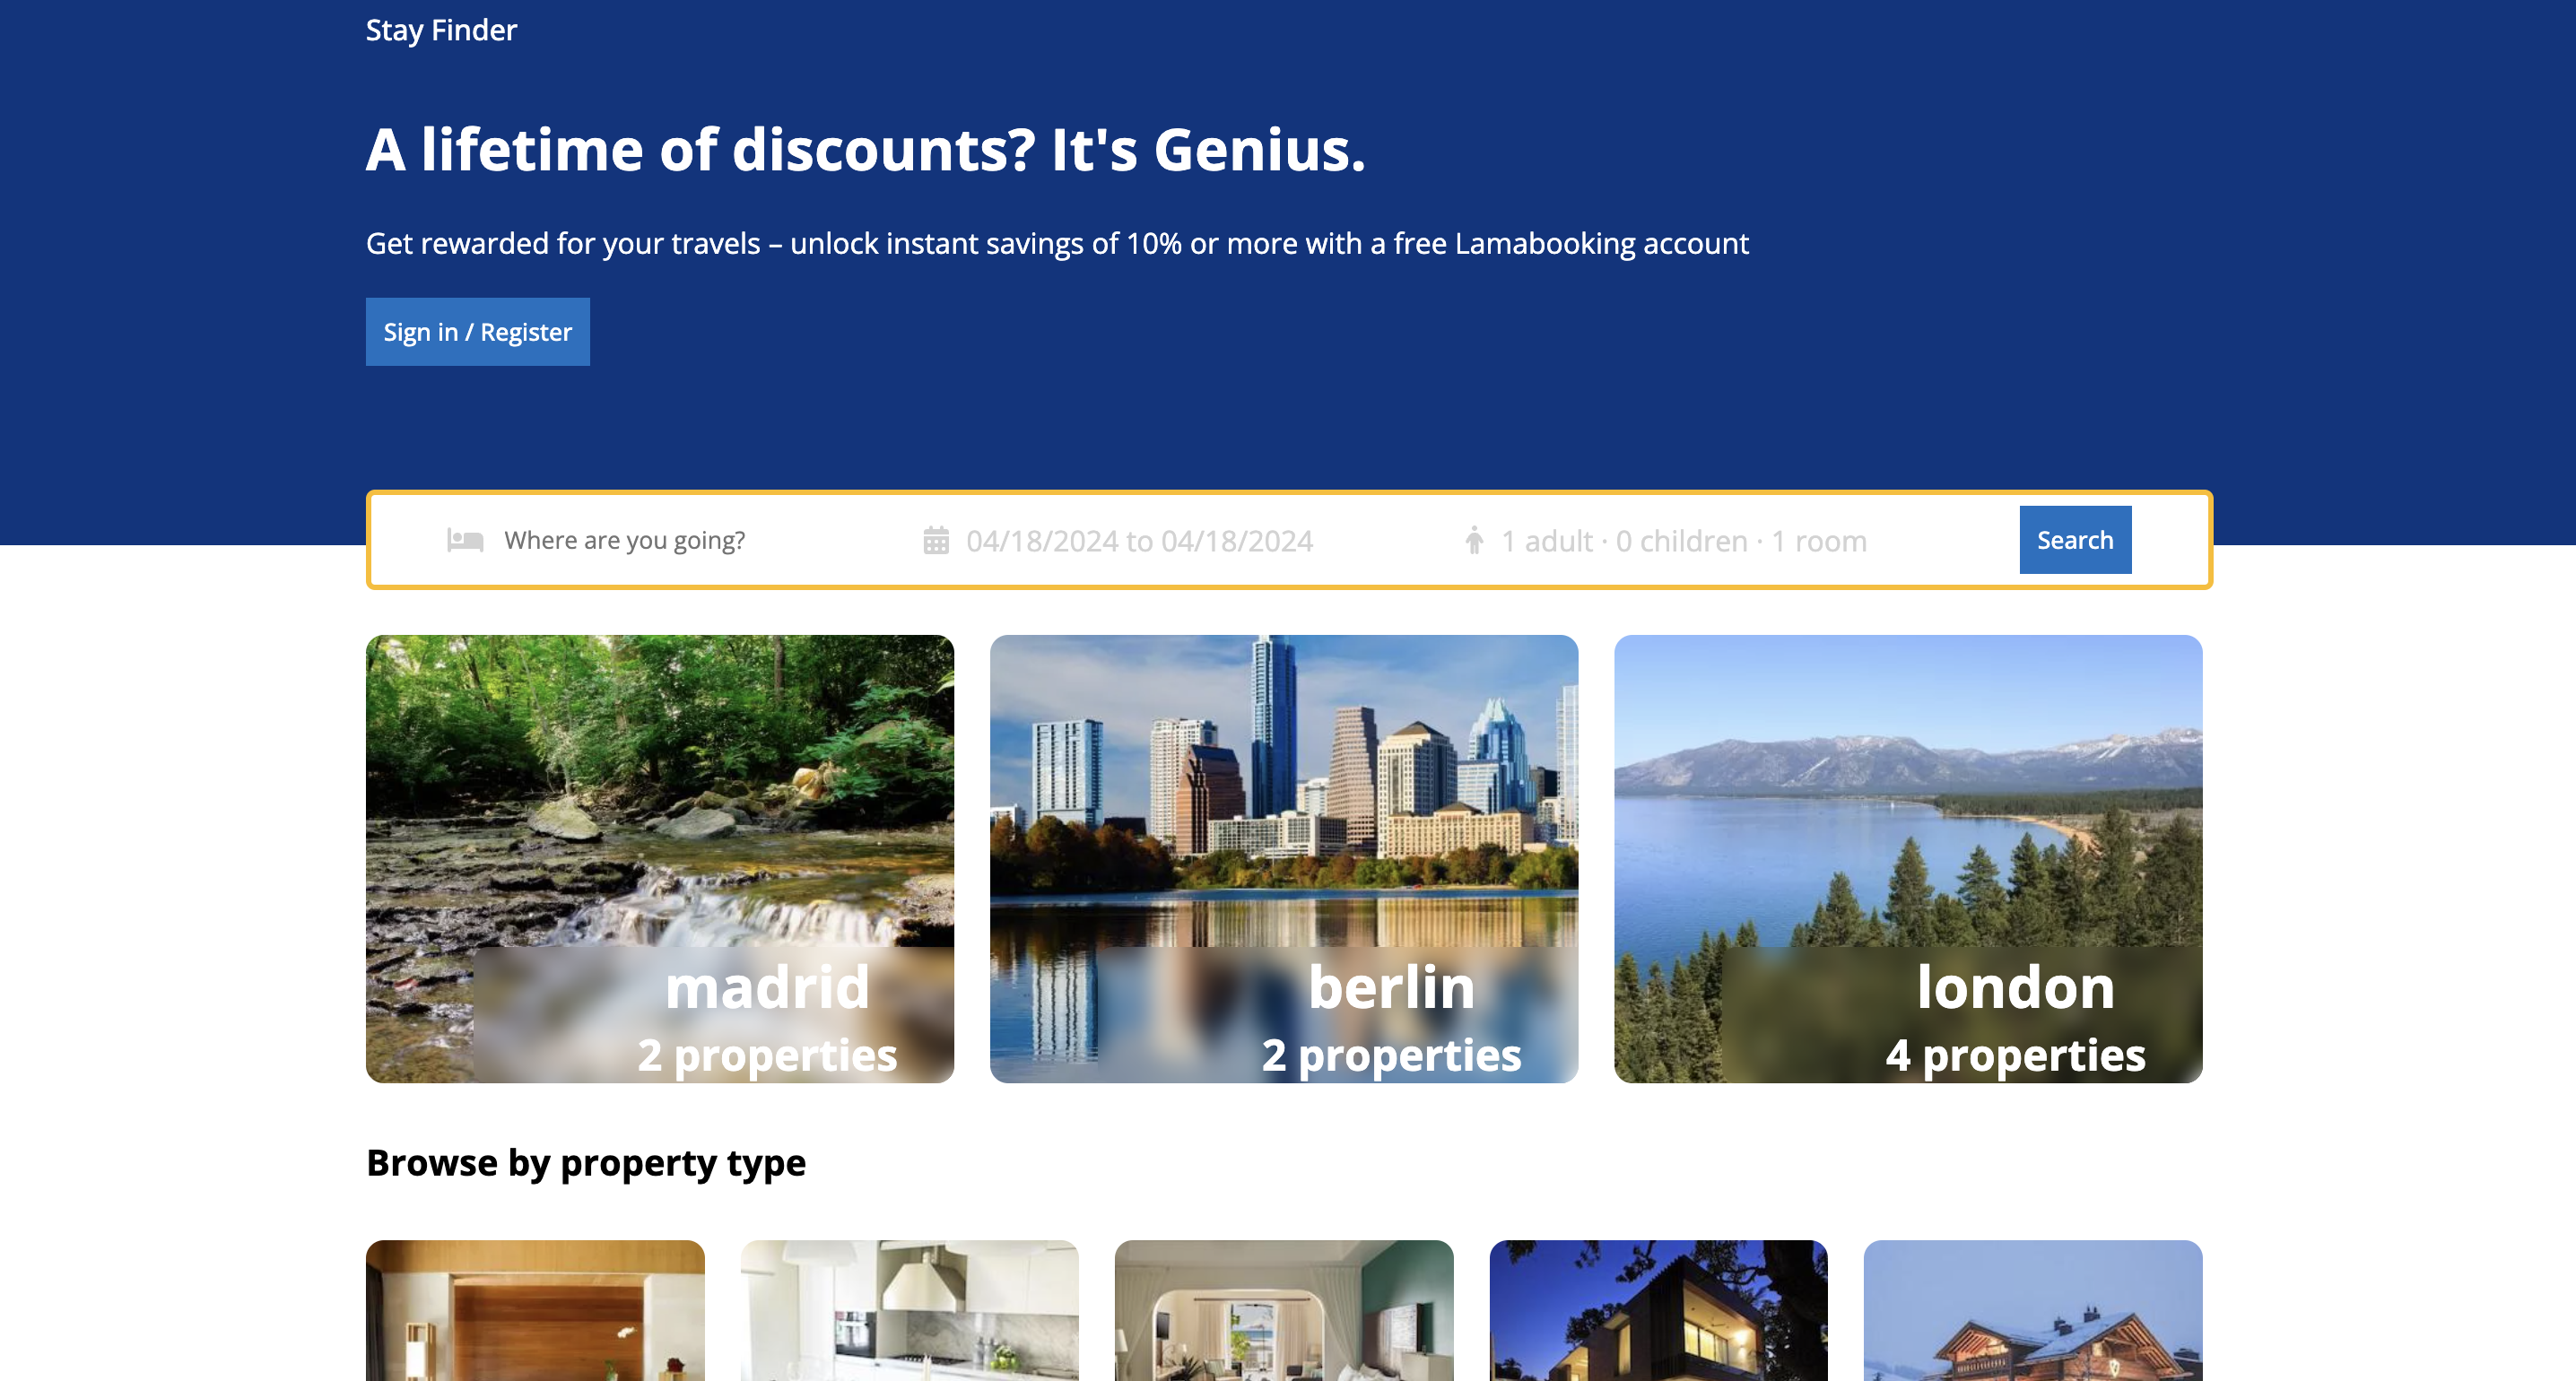 Stay Finder
A lifetime of discounts? It's Genius.
Get rewarded for your travels – unlock instant savings of 10% or more with a free Lamabooking account
Sign in / Register
Where are you going?
04/18/2024 to 04/18/2024
1 adult · 0 children · 1 room
Search
madrid
2 properties
berlin
2 properties
london
4 properties
Browse by property type